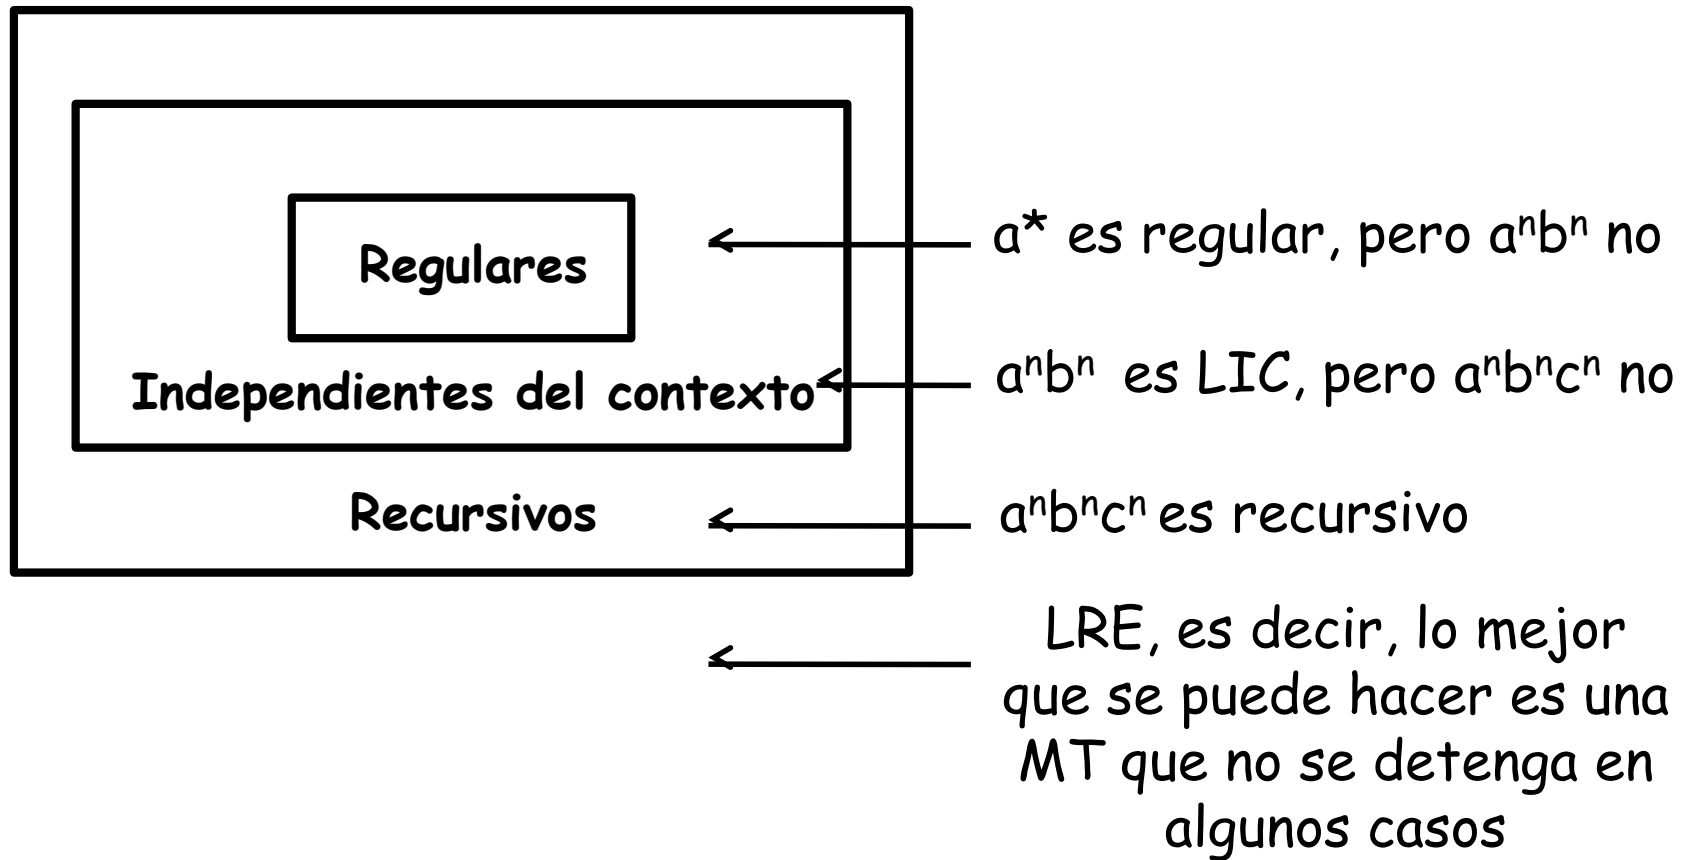 a* es regular, pero aⁿbⁿ no
Regulares
aⁿbⁿ es LIC, pero aⁿbⁿcⁿ no
Independientes del contexto
Recursivos
aⁿbⁿcⁿ es recursivo
LRE, es decir, lo mejor
que se puede hacer es una
MT que no se detenga en
algunos casos